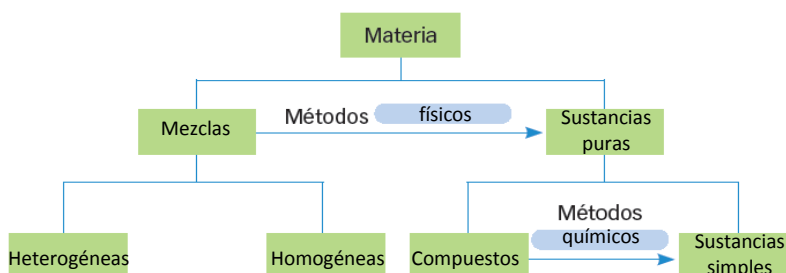 Materia
Mezclas
Métodos físicos
Sustancias
puras
Heterogéneas
Homogéneas
Compuestos
Métodos
químicos
Sustancias
simples